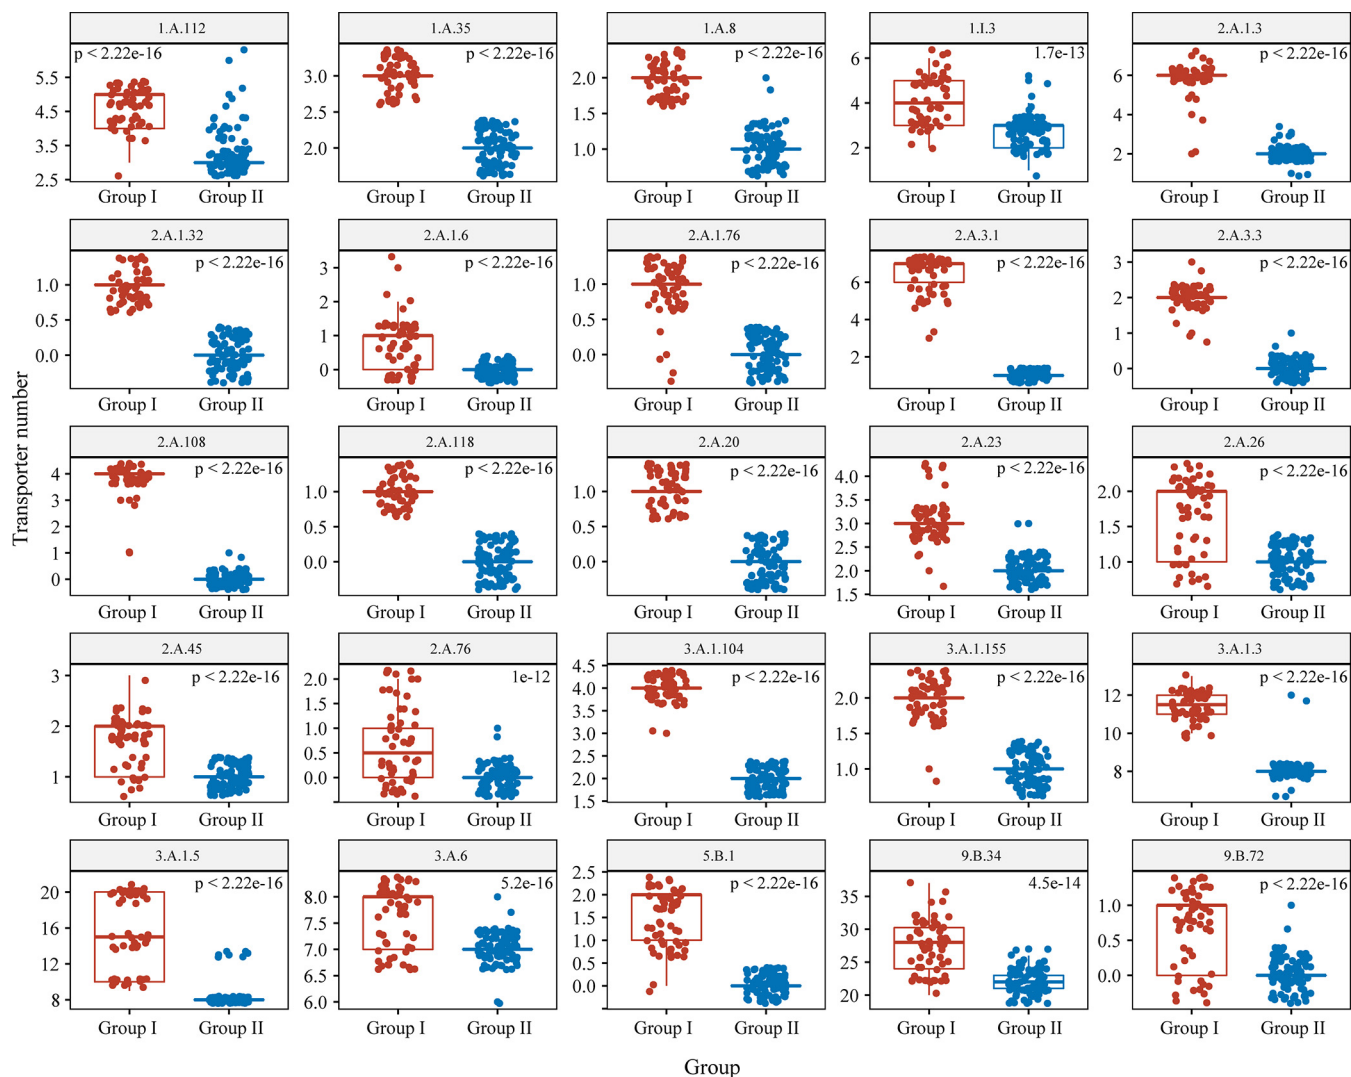 1.A.112 1.A.35 1.A.8 1.I.3 2.A.1.3
p < 2.22e-16 p < 2.22e-16 p < 2.22e-16 1.7e-13 p < 2.22e-16
5.5 4.5 3.5 2.5
3.0 2.5 2.0
2.0 1.5 1.0
6 4 2
6 4 2
Group I Group II Group I Group II Group I Group II Group I Group II Group I Group II
2.A.1.32 2.A.1.6 2.A.1.76 2.A.3.1 2.A.3.3
p < 2.22e-16 p < 2.22e-16 p < 2.22e-16 p < 2.22e-16 p < 2.22e-16
1.0 0.5 0.0
3 2 1 0
1.0 0.5 0.0
6 4 2
3 2 1 0
Group I Group II Group I Group II Group I Group II Group I Group II Group I Group II
Transporter number
2.A.108 2.A.118 2.A.20 2.A.23 2.A.26
p < 2.22e-16 p < 2.22e-16 p < 2.22e-16 p < 2.22e-16 p < 2.22e-16
4 3 2 1 0
1.0 0.5 0.0
1.0 0.5 0.0
4.0 3.5 3.0 2.5 2.0 1.5
2.0 1.5 1.0
Group I Group II Group I Group II Group I Group II Group I Group II Group I Group II
2.A.45 2.A.76 3.A.1.104 3.A.1.155 3.A.1.3
p < 2.22e-16 1e-12 p < 2.22e-16 p < 2.22e-16 p < 2.22e-16
3 2 1
2.0 1.5 1.0 0.5 0.0
4.5 4.0 3.5 3.0 2.5 2.0 1.5
2.0 1.5 1.0
12 10 8
Group I Group II Group I Group II Group I Group II Group I Group II Group I Group II
3.A.1.5 3.A.6 5.B.1 9.B.34 9.B.72
p < 2.22e-16 5.2e-16 p < 2.22e-16 4.5e-14 p < 2.22e-16
20 16 12 8
8.0 7.5 7.0 6.5 6.0
2.5 2.0 1.5 1.0 0.5 0.0
35 30 25 20
1.0 0.5 0.0
Group I Group II Group I Group II Group I Group II Group I Group II Group I Group II
Group